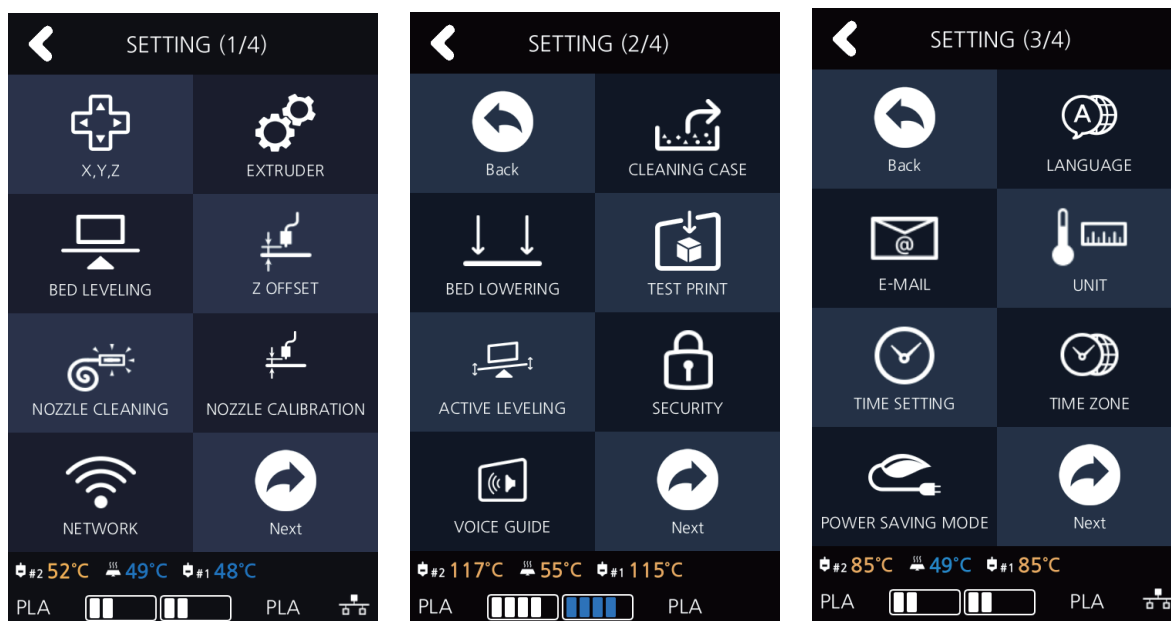 SETTING (1/4)
X,Y,Z
EXTRUDER
BED LEVELING
Z OFFSET
NOZZLE CLEANING
NOZZLE CALIBRATION
NETWORK
Next
#2 52°C 49°C #1 48°C
PLA PLA
SETTING (2/4)
Back
CLEANING CASE
BED LOWERING
TEST PRINT
ACTIVE LEVELING
SECURITY
VOICE GUIDE
Next
#2 117°C 55°C #1 115°C
PLA PLA
SETTING (3/4)
Back
A
LANGUAGE
@
E-MAIL
UNIT
TIME SETTING
TIME ZONE
POWER SAVING MODE
Next
#2 85°C 49°C #1 85°C
PLA PLA